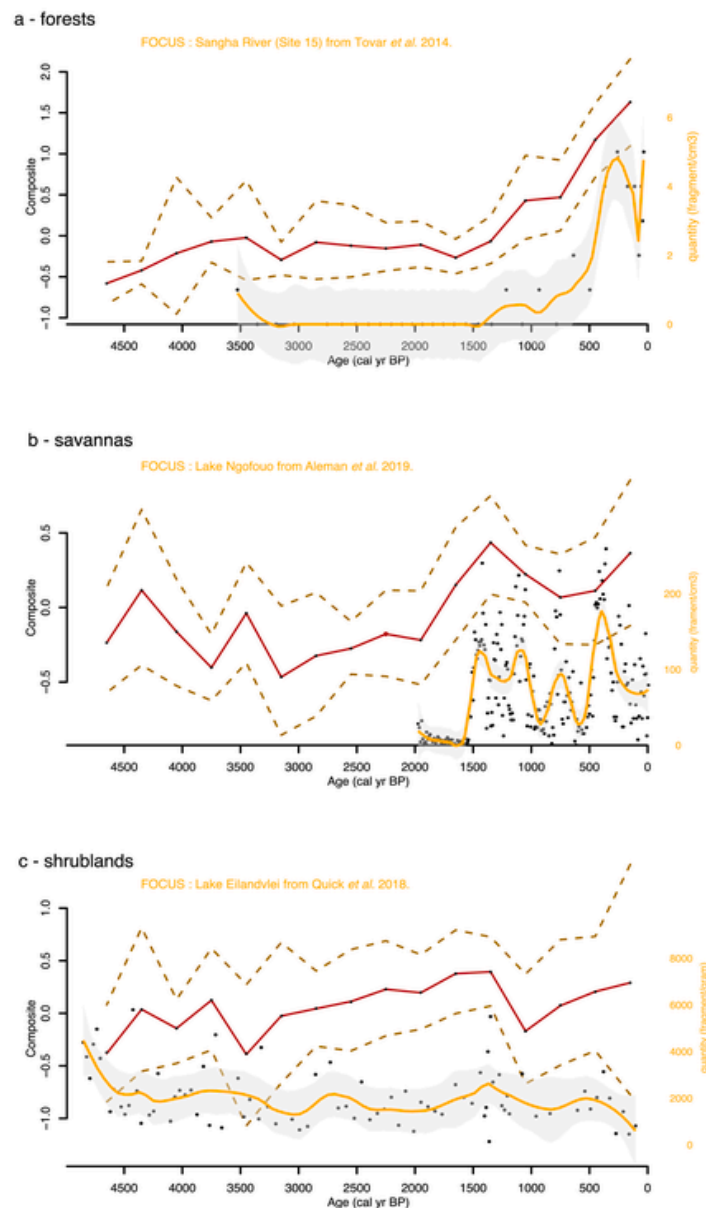 a - forests
FOCUS : Sangha River (Site 15) from Tovar et al. 2014.
2.0
1.5
1.0
0.5
0.0
−0.5
−1.0
Composite
6
4
2
0
quantity (fragment/cm3)
4500 4000 3500 3000 2500 2000 1500 1000 500 0
Age (cal yr BP)
b - savannas
FOCUS : Lake Ngofouo from Aleman et al. 2019.
0.5
0.0
−0.5
Composite
200
100
0
quantity (frament/cm3)
4500 4000 3500 3000 2500 2000 1500 1000 500 0
Age (cal yr BP)
c - shrublands
FOCUS : Lake Eilandvlei from Quick et al. 2018.
1.0
0.5
0.0
−0.5
−1.0
Composite
8000
6000
4000
2000
0
quantity (fragment/gram)
4500 4000 3500 3000 2500 2000 1500 1000 500 0
Age (cal yr BP)